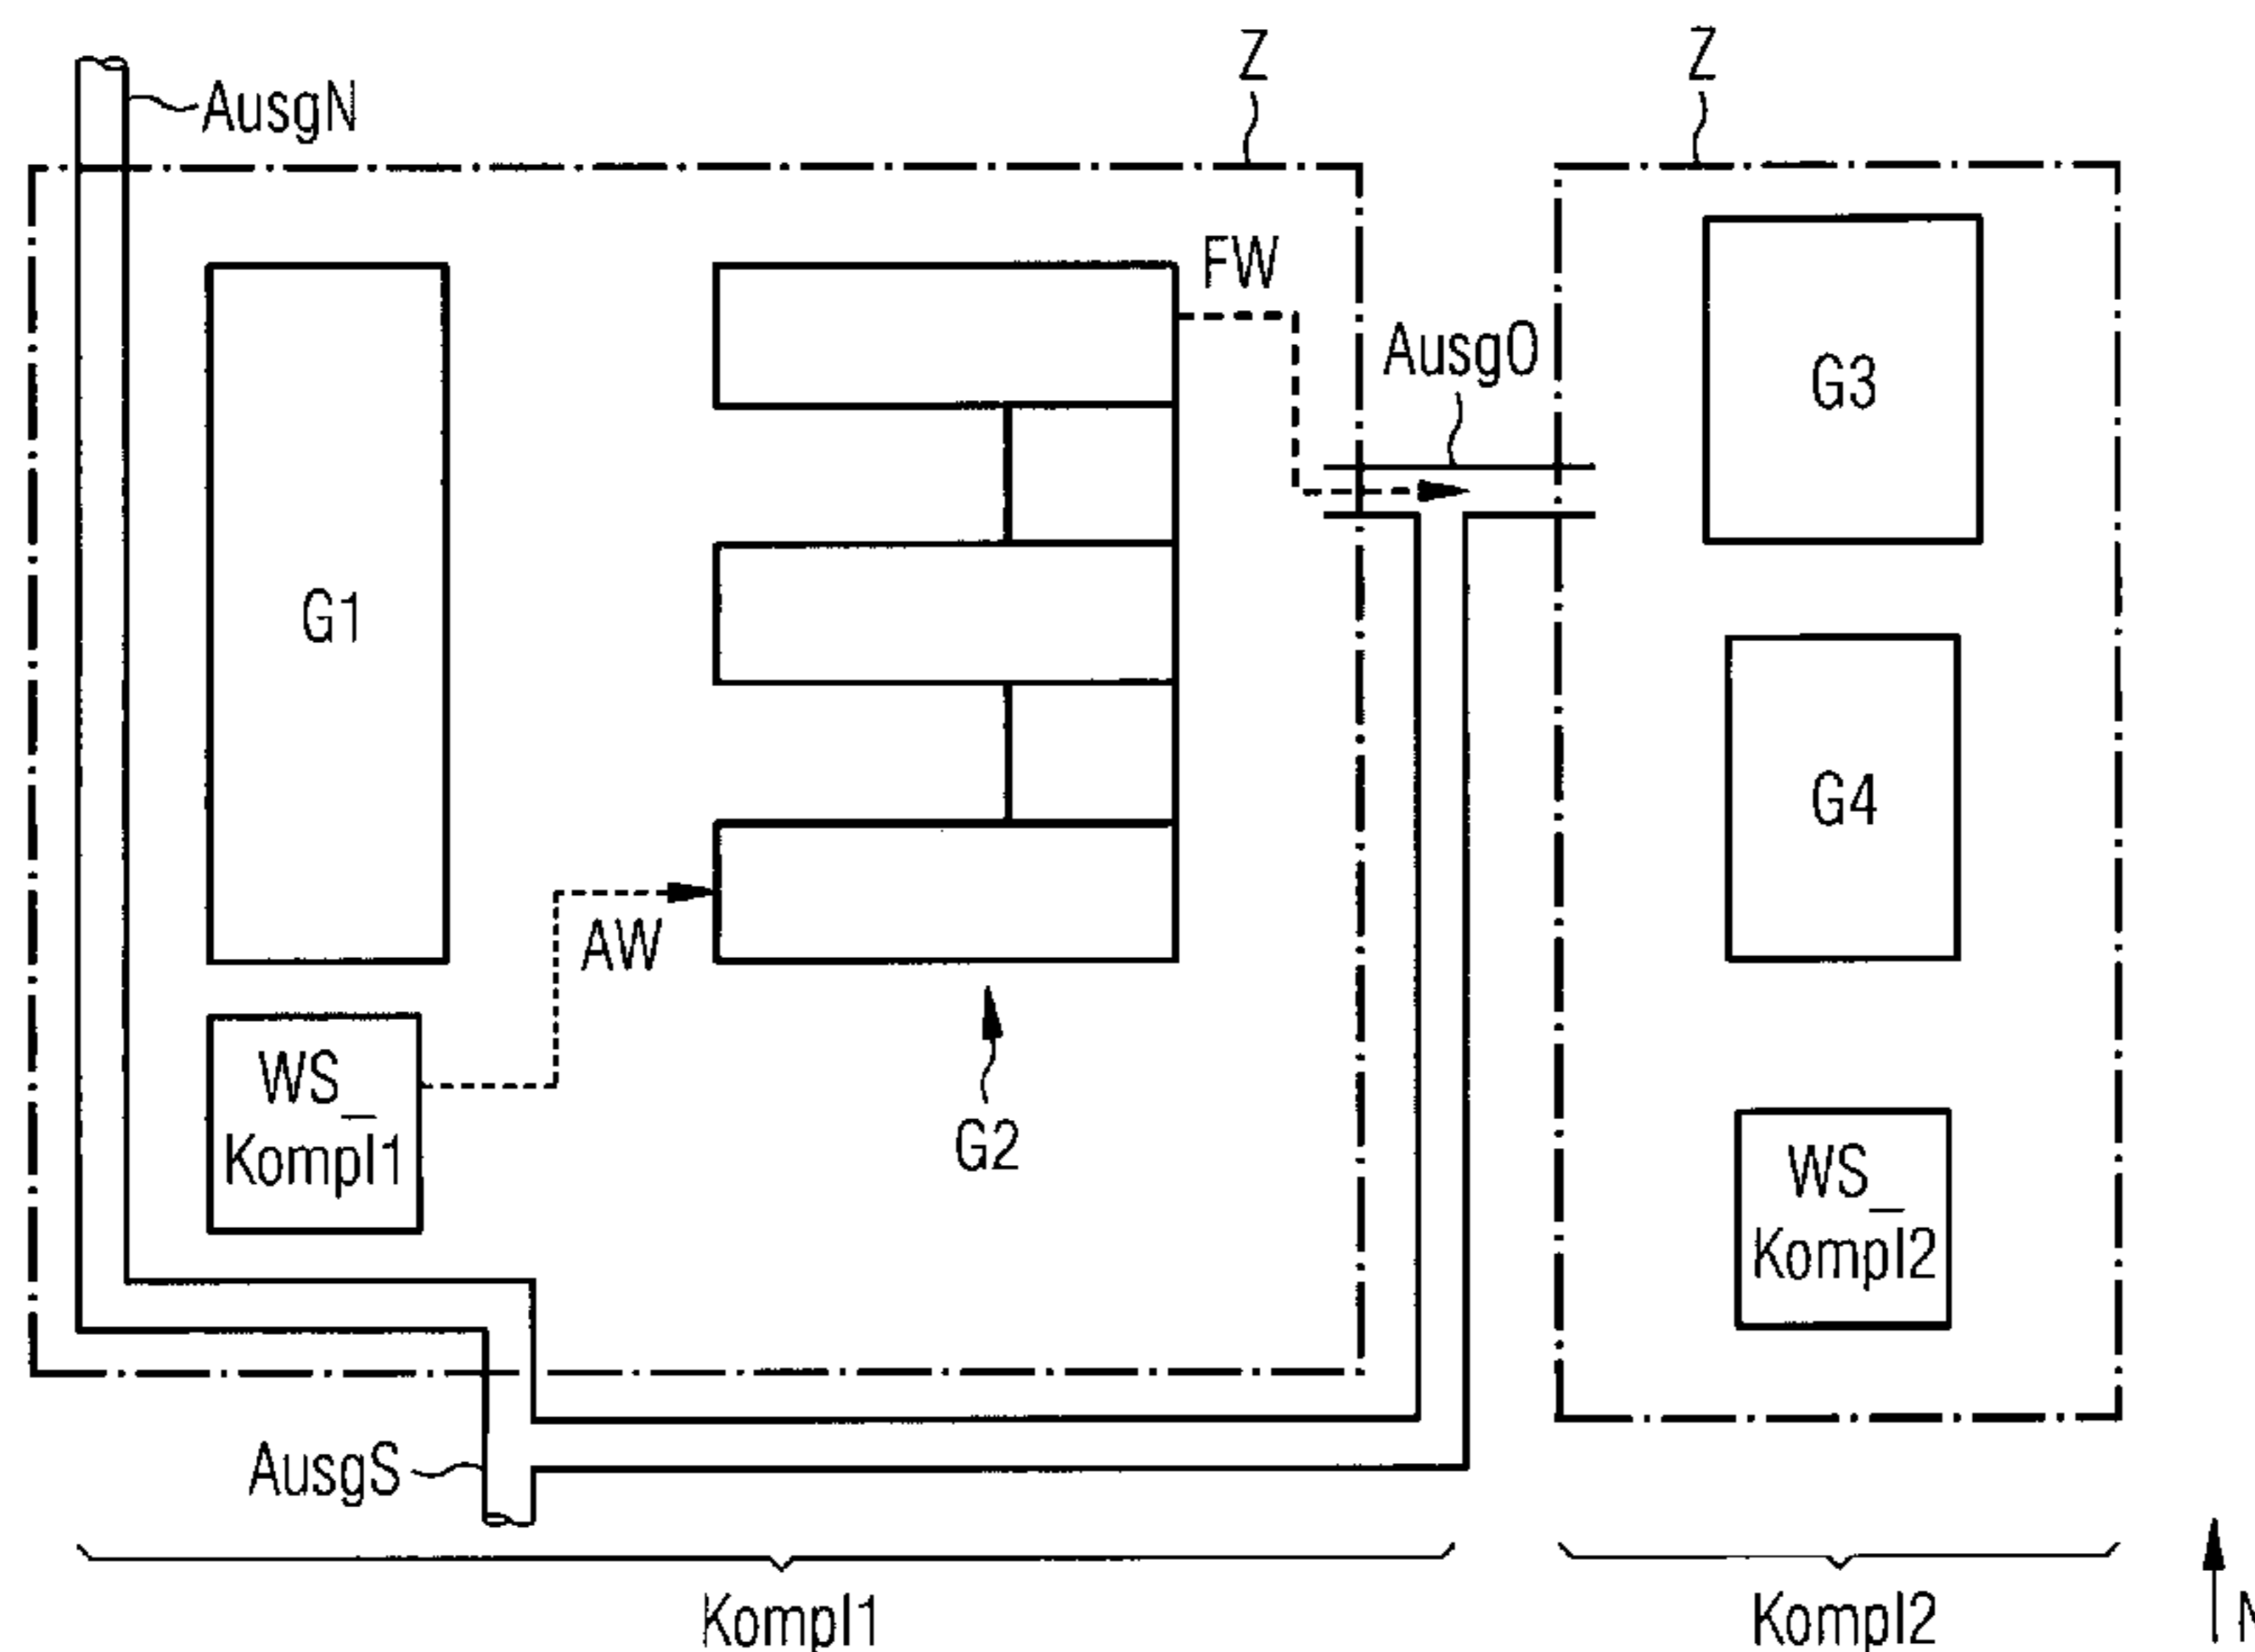 Z
Z
AusgN
FW
AusgO
G3
G1
G4
AW
WS_
Kompl1
G2
WS_
Kompl2
AusgS
Kompl1
Kompl2
N